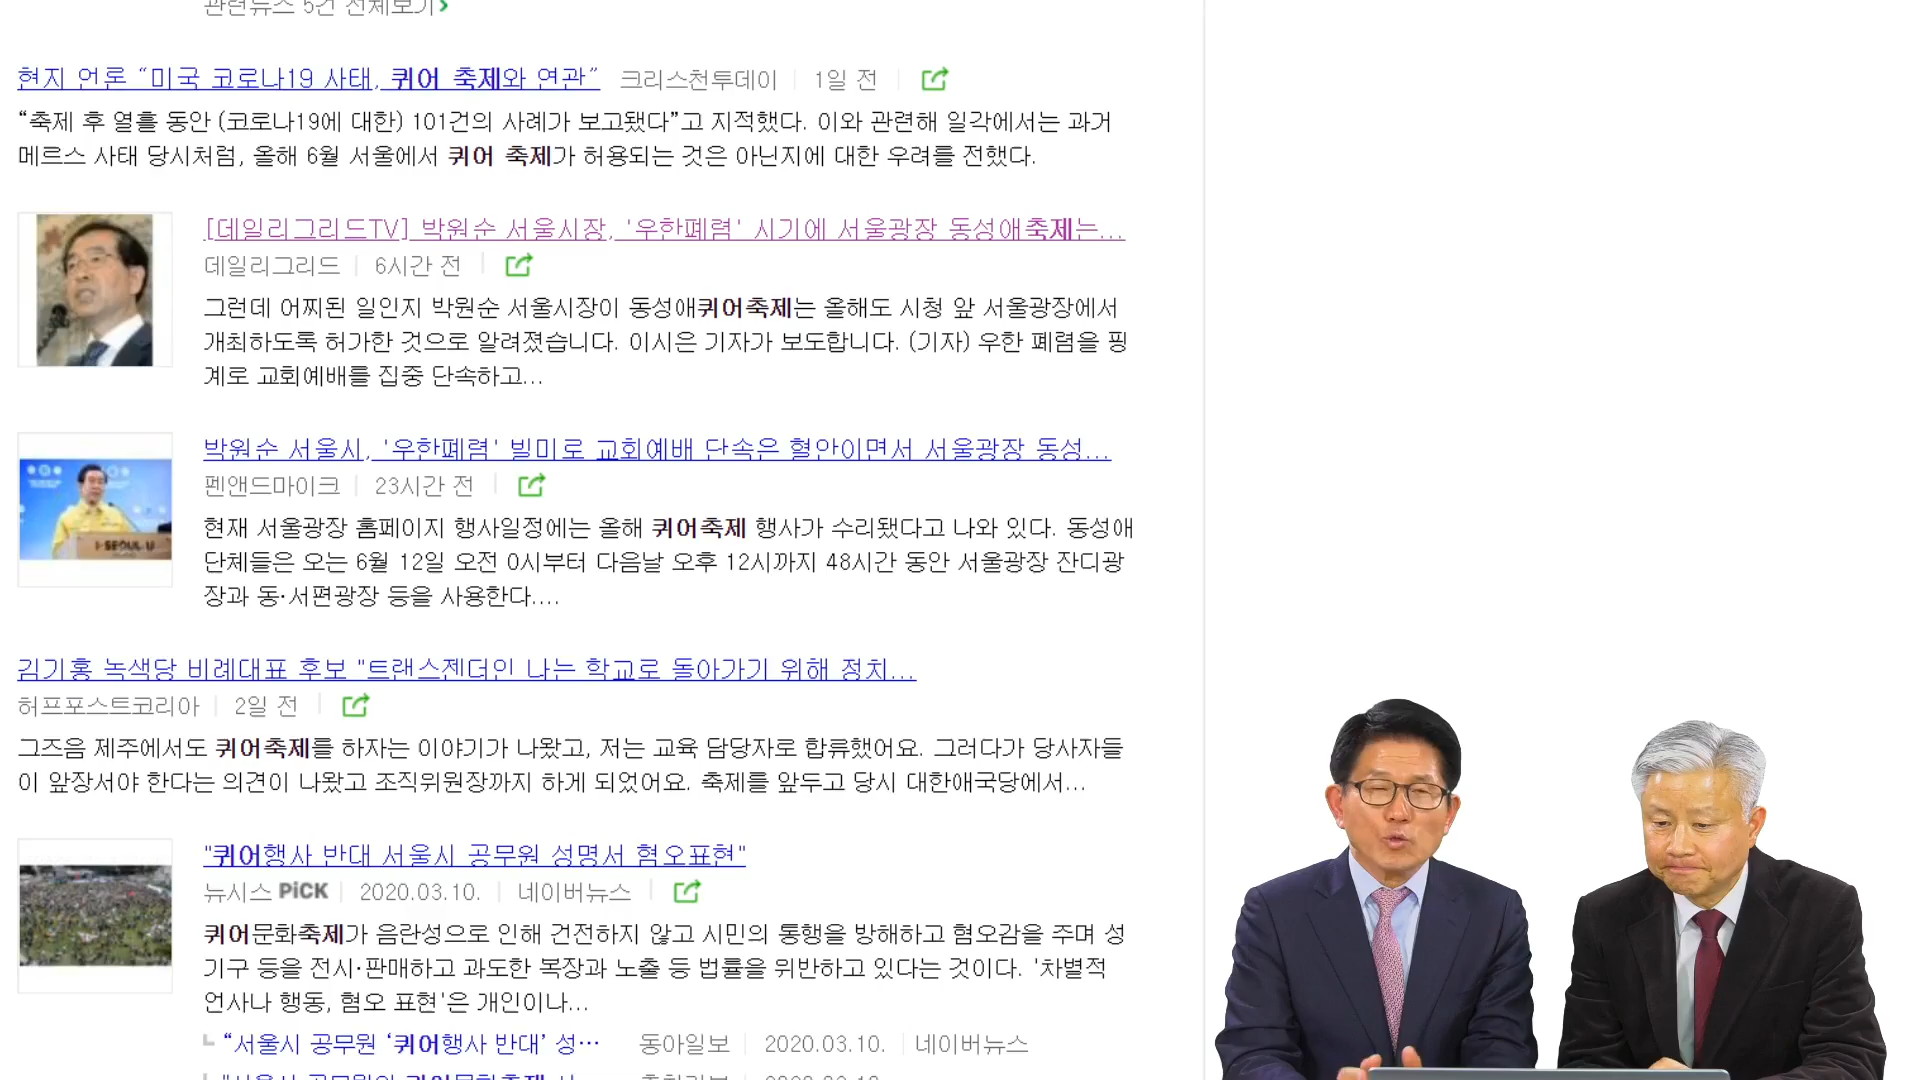 관련뉴스 5건 전체보기
현지 언론 “미국 코로나19 사태, 퀴어 축제와 연관” 크리스천투데이 1일 전
“축제 후 열흘 동안 (코로나19에 대한) 101건의 사례가 보고됐다”고 지적했다. 이와 관련해 일각에서는 과거
메르스 사태 당시처럼, 올해 6월 서울에서 퀴어 축제가 허용되는 것은 아닌지에 대한 우려를 전했다.
[데일리그리드TV] 박원순 서울시장, '우한폐렴' 시기에 서울광장 동성애축제는...
데일리그리드 6시간 전
그런데 어찌된 일인지 박원순 서울시장이 동성애퀴어축제는 올해도 시청 앞 서울광장에서
개최하도록 허가한 것으로 알려졌습니다. 이시은 기자가 보도합니다. (기자) 우한 폐렴을 핑
계로 교회예배를 집중 단속하고...
박원순 서울시, '우한폐렴' 빌미로 교회예배 단속은 혈안이면서 서울광장 동성...
펜앤드마이크 23시간 전
현재 서울광장 홈페이지 행사일정에는 올해 퀴어축제 행사가 수리됐다고 나와 있다. 동성애
단체들은 오는 6월 12일 오전 0시부터 다음날 오후 12시까지 48시간 동안 서울광장 잔디광
장과 동·서편광장 등을 사용한다....
I·SEOUL·U
김기홍 녹색당 비례대표 후보 "트랜스젠더인 나는 학교로 돌아가기 위해 정치...
허프포스트코리아 2일 전
그즈음 제주에서도 퀴어축제를 하자는 이야기가 나왔고, 저는 교육 담당자로 합류했어요. 그러다가 당사자들
이 앞장서야 한다는 의견이 나왔고 조직위원장까지 하게 되었어요. 축제를 앞두고 당시 대한애국당에서...
"퀴어행사 반대 서울시 공무원 성명서 혐오표현"
뉴시스 PiCK 2020.03.10. 네이버뉴스
퀴어문화축제가 음란성으로 인해 건전하지 않고 시민의 통행을 방해하고 혐오감을 주며 성
기구 등을 전시·판매하고 과도한 복장과 노출 등 법률을 위반하고 있다는 것이다. '차별적
언사나 행동, 혐오 표현'은 개인이나...
“서울시 공무원 ‘퀴어행사 반대’ 성… 동아일보 2020.03.10. 네이버뉴스